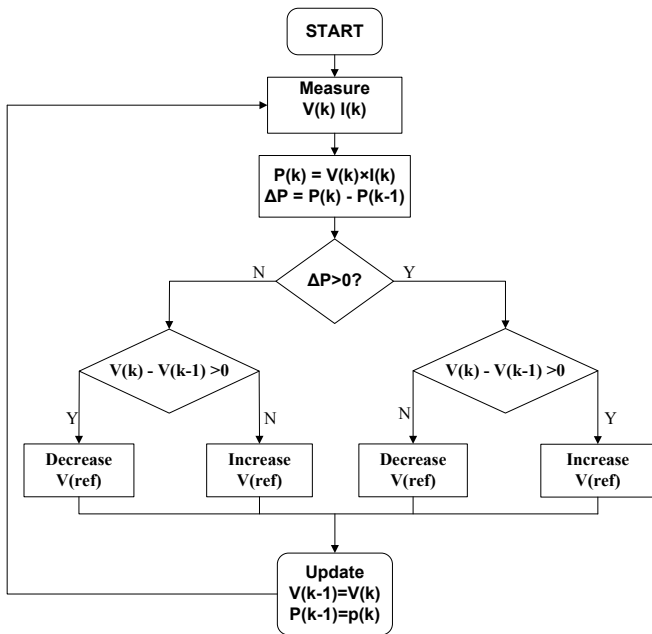 START
Measure
V(k) I(k)
P(k) = V(k)×I(k)
ΔP = P(k) - P(k-1)
N
ΔP>0?
Y
V(k) - V(k-1) >0
V(k) - V(k-1) >0
Y
N
N
Y
Decrease
V(ref)
Increase
V(ref)
Decrease
V(ref)
Increase
V(ref)
Update
V(k-1)=V(k)
P(k-1)=p(k)